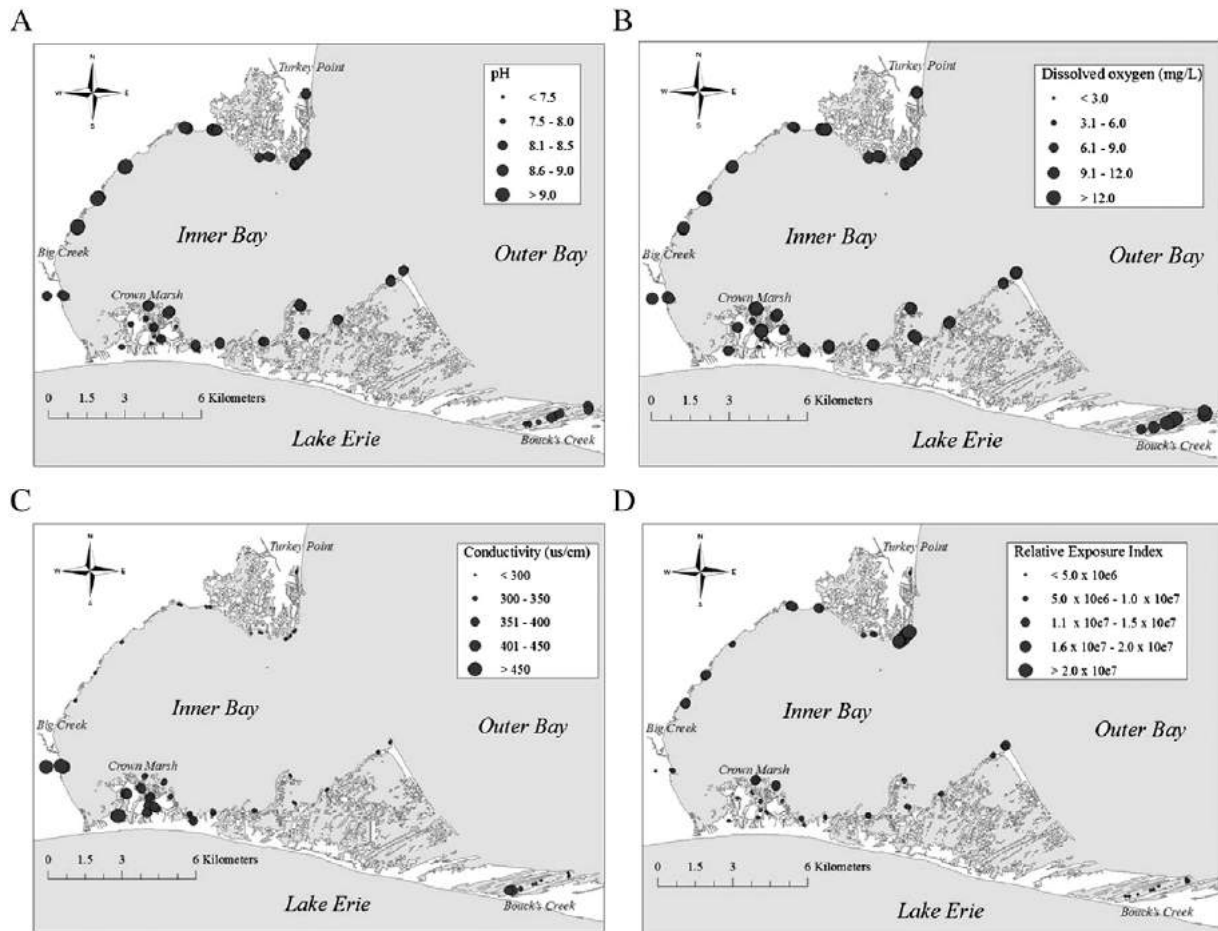 A
N
W
E
S
Turkey Point
pH
< 7.5
7.5 - 8.0
8.1 - 8.5
8.6 - 9.0
> 9.0
Inner Bay
Outer Bay
Big Creek
Crown Marsh
0 1.5 3 6 Kilometers
Lake Erie
Bouck's Creek
B
N
W
E
S
Turkey Point
Dissolved oxygen (mg/L)
< 3.0
3.1 - 6.0
6.1 - 9.0
9.1 - 12.0
> 12.0
Inner Bay
Outer Bay
Big Creek
Crown Marsh
0 1.5 3 6 Kilometers
Lake Erie
Bouck's Creek
C
N
W
E
Turkey Point
Conductivity (us/cm)
< 300
300 - 350
351 - 400
401 - 450
> 450
Inner Bay
Outer Bay
Big Creek
Crown Marsh
0 1.5 3 6 Kilometers
Lake Erie
Bouck's Creek
D
N
W
E
S
Turkey Point
Relative Exposure Index
< 5.0 x 10e6
5.0 x 10e6 - 1.0 x 10e7
1.1 x 10e7 - 1.5 x 10e7
1.6 x 10e7 - 2.0 x 10e7
> 2.0 x 10e7
Inner Bay
Outer Bay
Big Creek
Crown Marsh
0 1.5 3 6 Kilometers
Lake Erie
Bouck's Creek